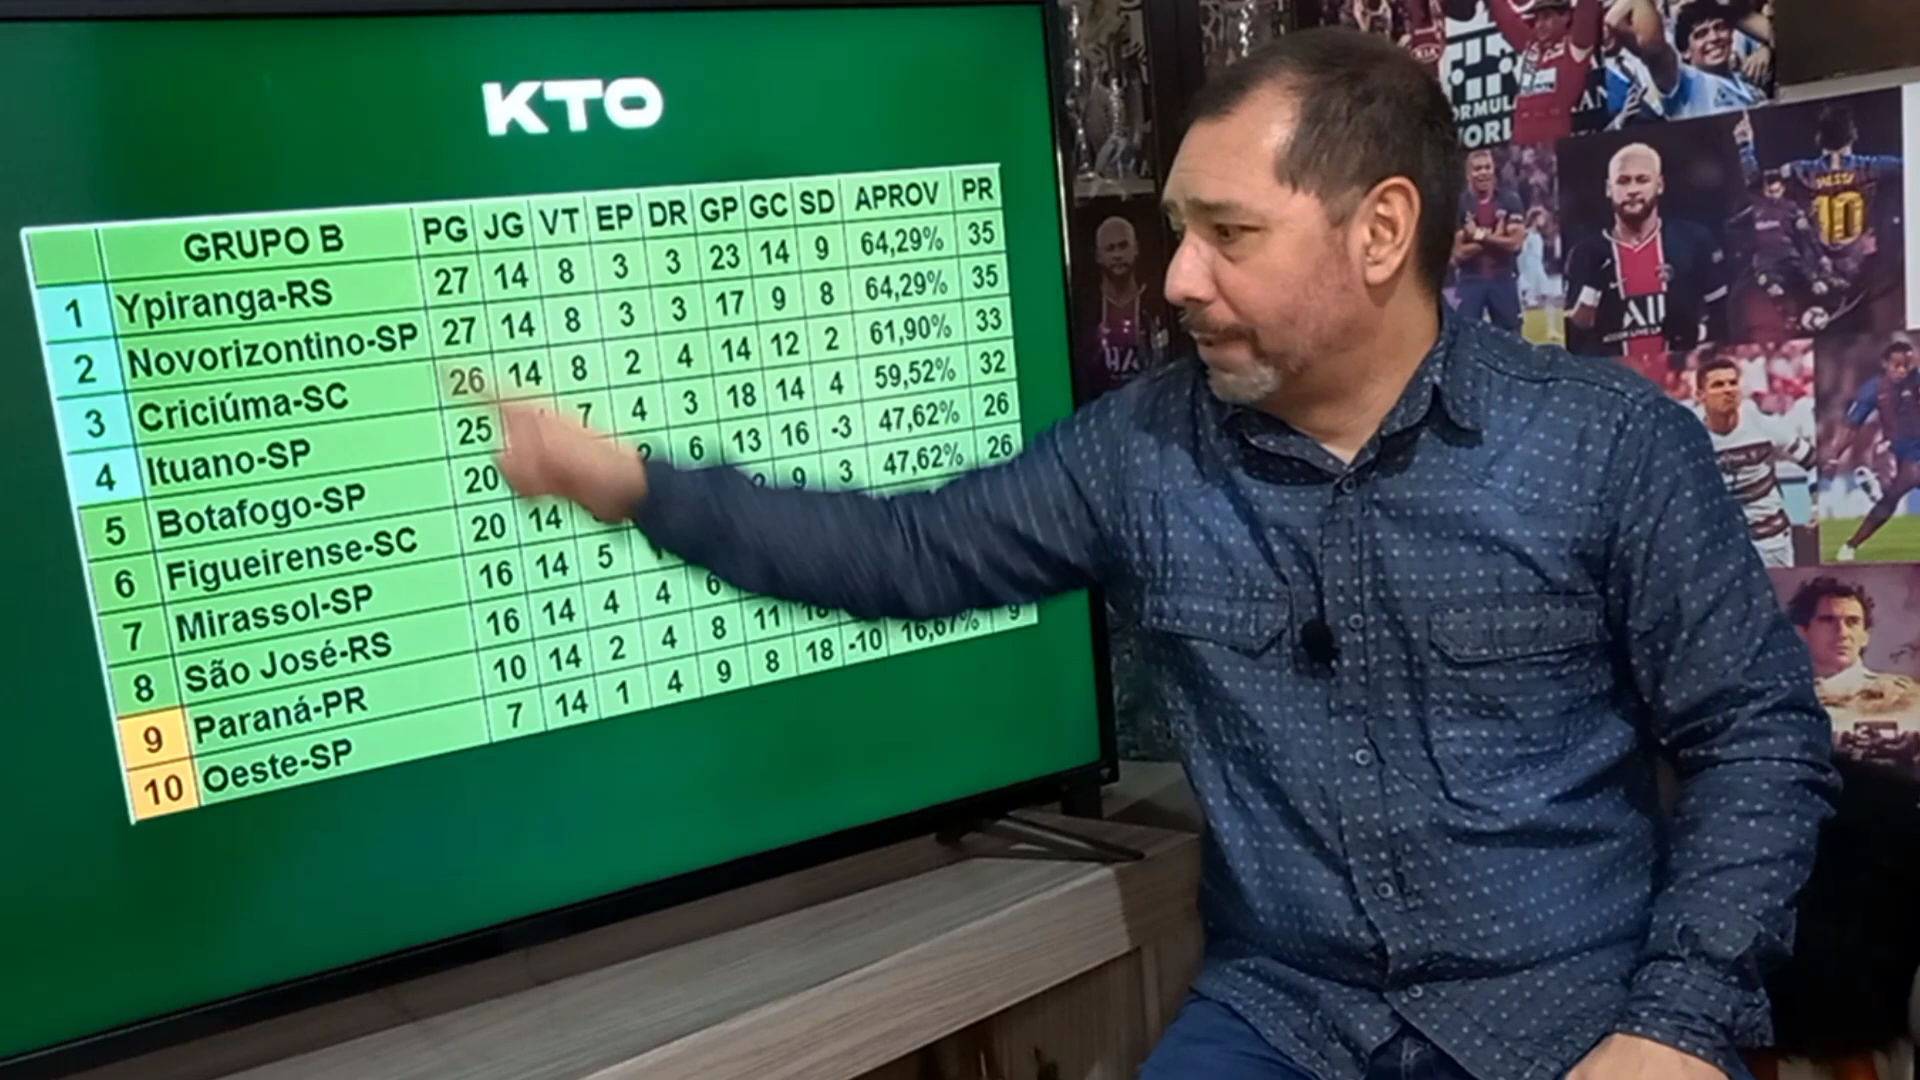 KTO
GRUPO B PG JG VT EP DR GP GC SD APROV PR
1 Ypiranga-RS 27 14 8 3 3 23 14 9 64,29% 35
2 Novorizontino-SP 27 14 8 3 3 17 9 8 64,29% 35
3 Criciúma-SC 26 14 8 2 4 14 12 2 61,90% 33
4 Ituano-SP 25 7 4 3 18 14 4 59,52% 32
5 Botafogo-SP 20 2 6 13 16 -3 47,62% 26
6 Figueirense-SC 20 14 9 3 47,62% 26
7 Mirassol-SP 16 14 5
8 São José-RS 16 14 4 4 6
9 Paraná-PR 10 14 2 4 8 11 18
10 Oeste-SP 7 14 1 4 9 8 18 -10 16,67% 9
MESSI
10